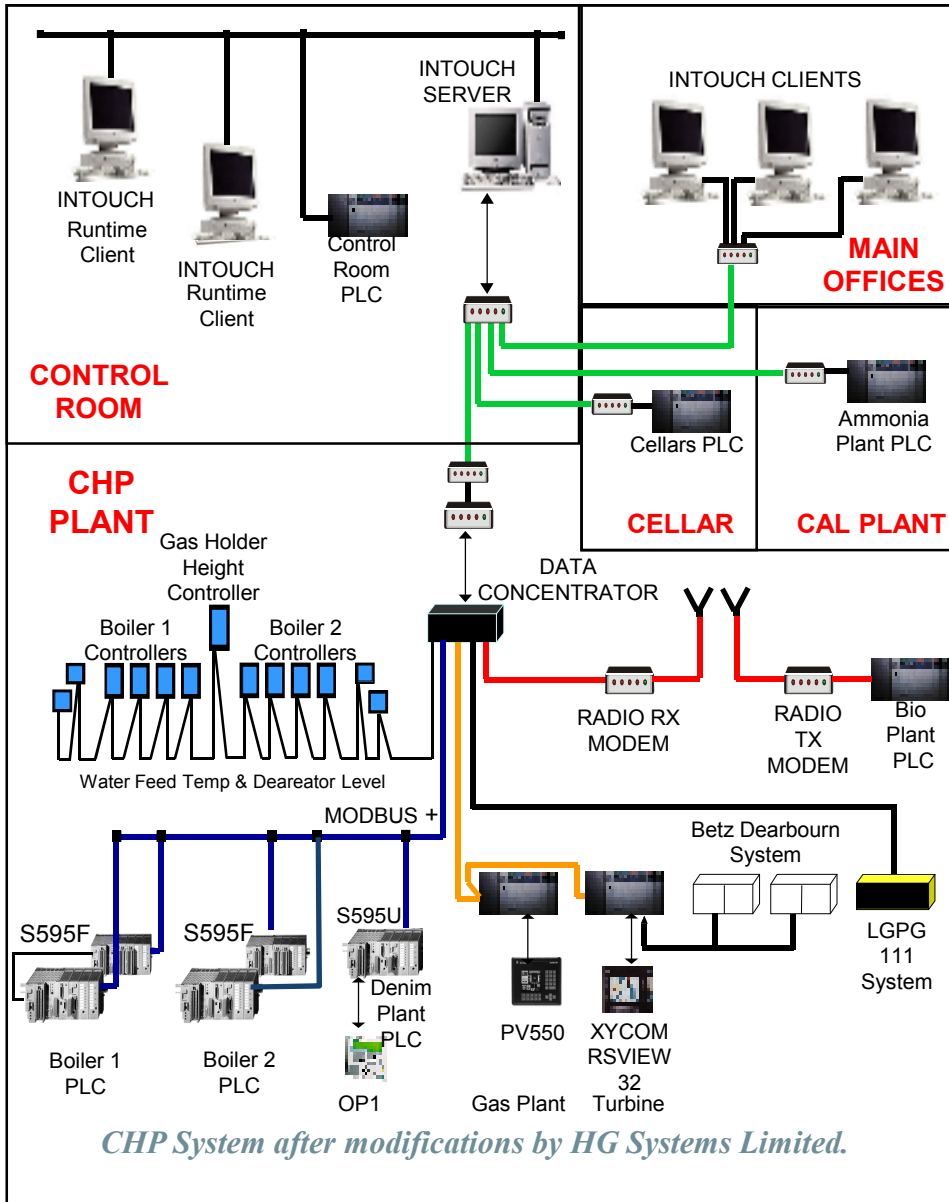 INTOUCH
SERVER
INTOUCH
Runtime
Client
INTOUCH
Runtime
Client
Control
Room
PLC
CONTROL
ROOM
INTOUCH CLIENTS
MAIN
OFFICES
Cellars PLC
CELLAR
Ammonia
Plant PLC
CAL PLANT
CHP
PLANT
Gas Holder
Height
Controller
Boiler 1
Controllers
Boiler 2
Controllers
DATA
CONCENTRATOR
Water Feed Temp & Deareator Level
RADIO RX
MODEM
RADIO
TX
MODEM
Bio
Plant
PLC
MODBUS +
Betz Dearbourn
System
S595F
S595F
S595U
Denim
Plant
PLC
LGPG
111
System
Boiler 1
PLC
Boiler 2
PLC
OP1
PV550
Gas Plant
XYCOM
RSVIEW
32
Turbine
CHP System after modifications by HG Systems Limited.